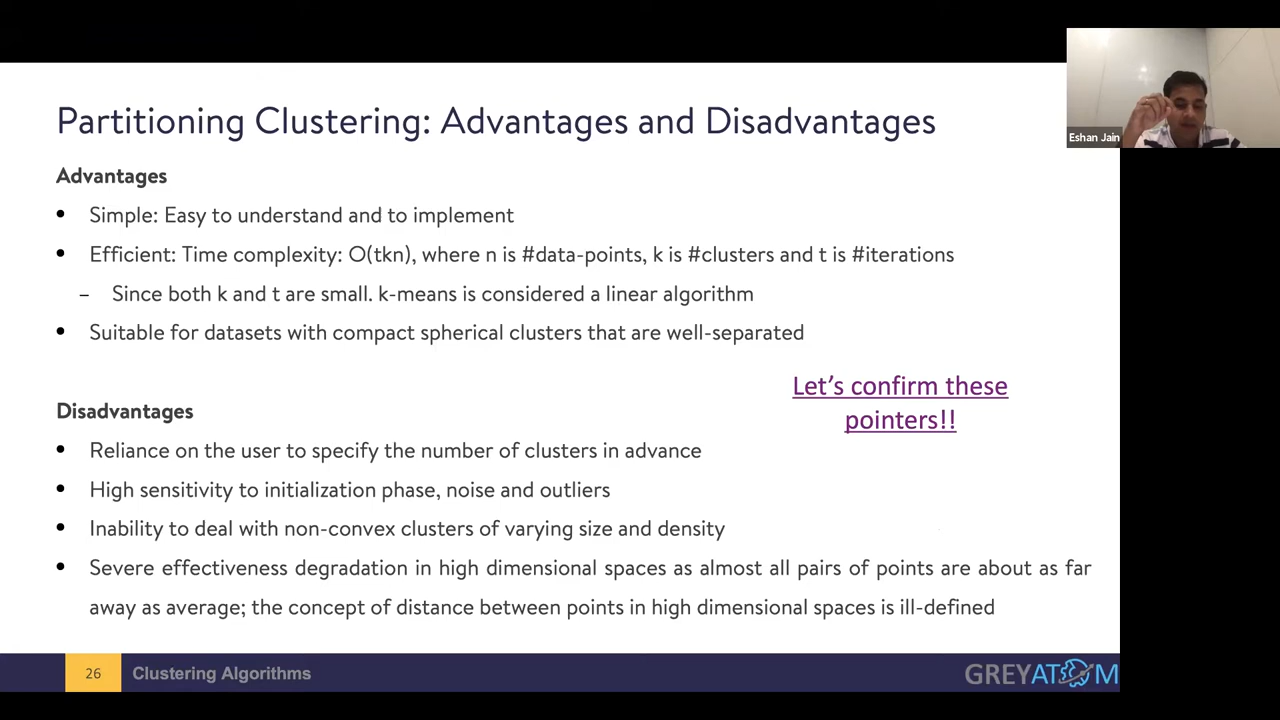 Partitioning Clustering: Advantages and Disadvantages
Eshan Jain
Advantages
• Simple: Easy to understand and to implement
• Efficient: Time complexity: O(tkn), where n is #data-points, k is #clusters and t is #iterations
– Since both k and t are small. k-means is considered a linear algorithm
• Suitable for datasets with compact spherical clusters that are well-separated
Let’s confirm these
pointers!!
Disadvantages
• Reliance on the user to specify the number of clusters in advance
• High sensitivity to initialization phase, noise and outliers
• Inability to deal with non-convex clusters of varying size and density
• Severe effectiveness degradation in high dimensional spaces as almost all pairs of points are about as far
away as average; the concept of distance between points in high dimensional spaces is ill-defined
26 Clustering Algorithms
GREYATOM